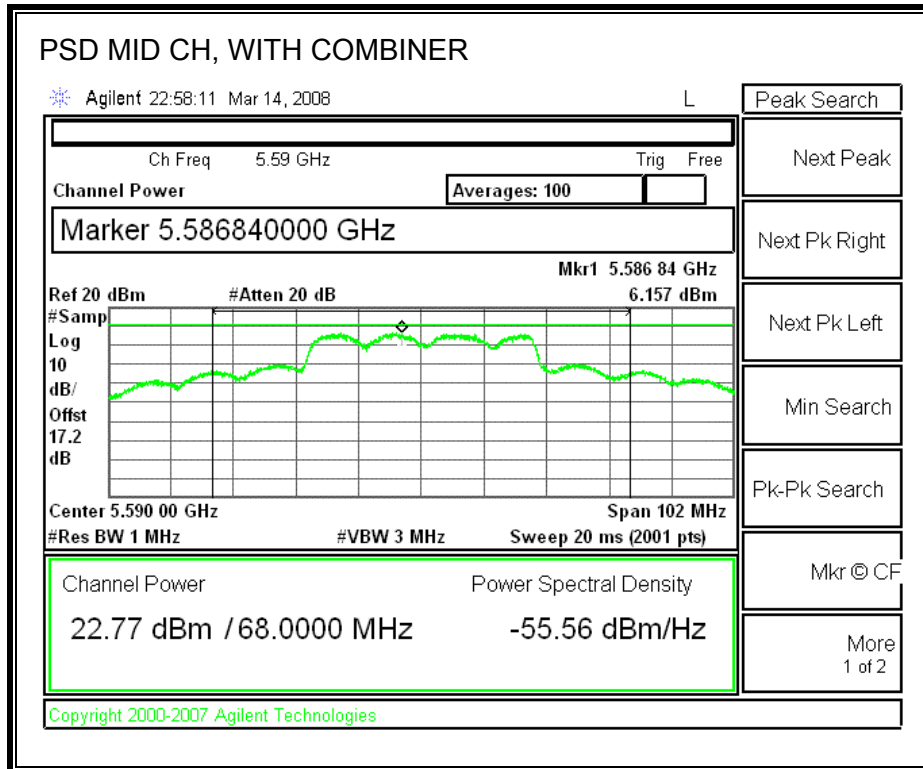 PSD MID CH, WITH COMBINER
Agilent 22:58:11 Mar 14, 2008 L
Peak Search
Ch Freq 5.59 GHz Trig Free
Channel Power Averages: 100
Marker 5.586840000 GHz
Mkr1 5.586 84 GHz
Ref 20 dBm #Atten 20 dB 6.157 dBm
#Samp
Log
10
dB/
Offst
17.2
dB
Center 5.590 00 GHz Span 102 MHz
#Res BW 1 MHz #VBW 3 MHz Sweep 20 ms (2001 pts)
Channel Power Power Spectral Density
22.77 dBm / 68.0000 MHz -55.56 dBm/Hz
Next Peak
Next Pk Right
Next Pk Left
Min Search
Pk-Pk Search
Mkr © CF
More
1 of 2
Copyright 2000-2007 Agilent Technologies